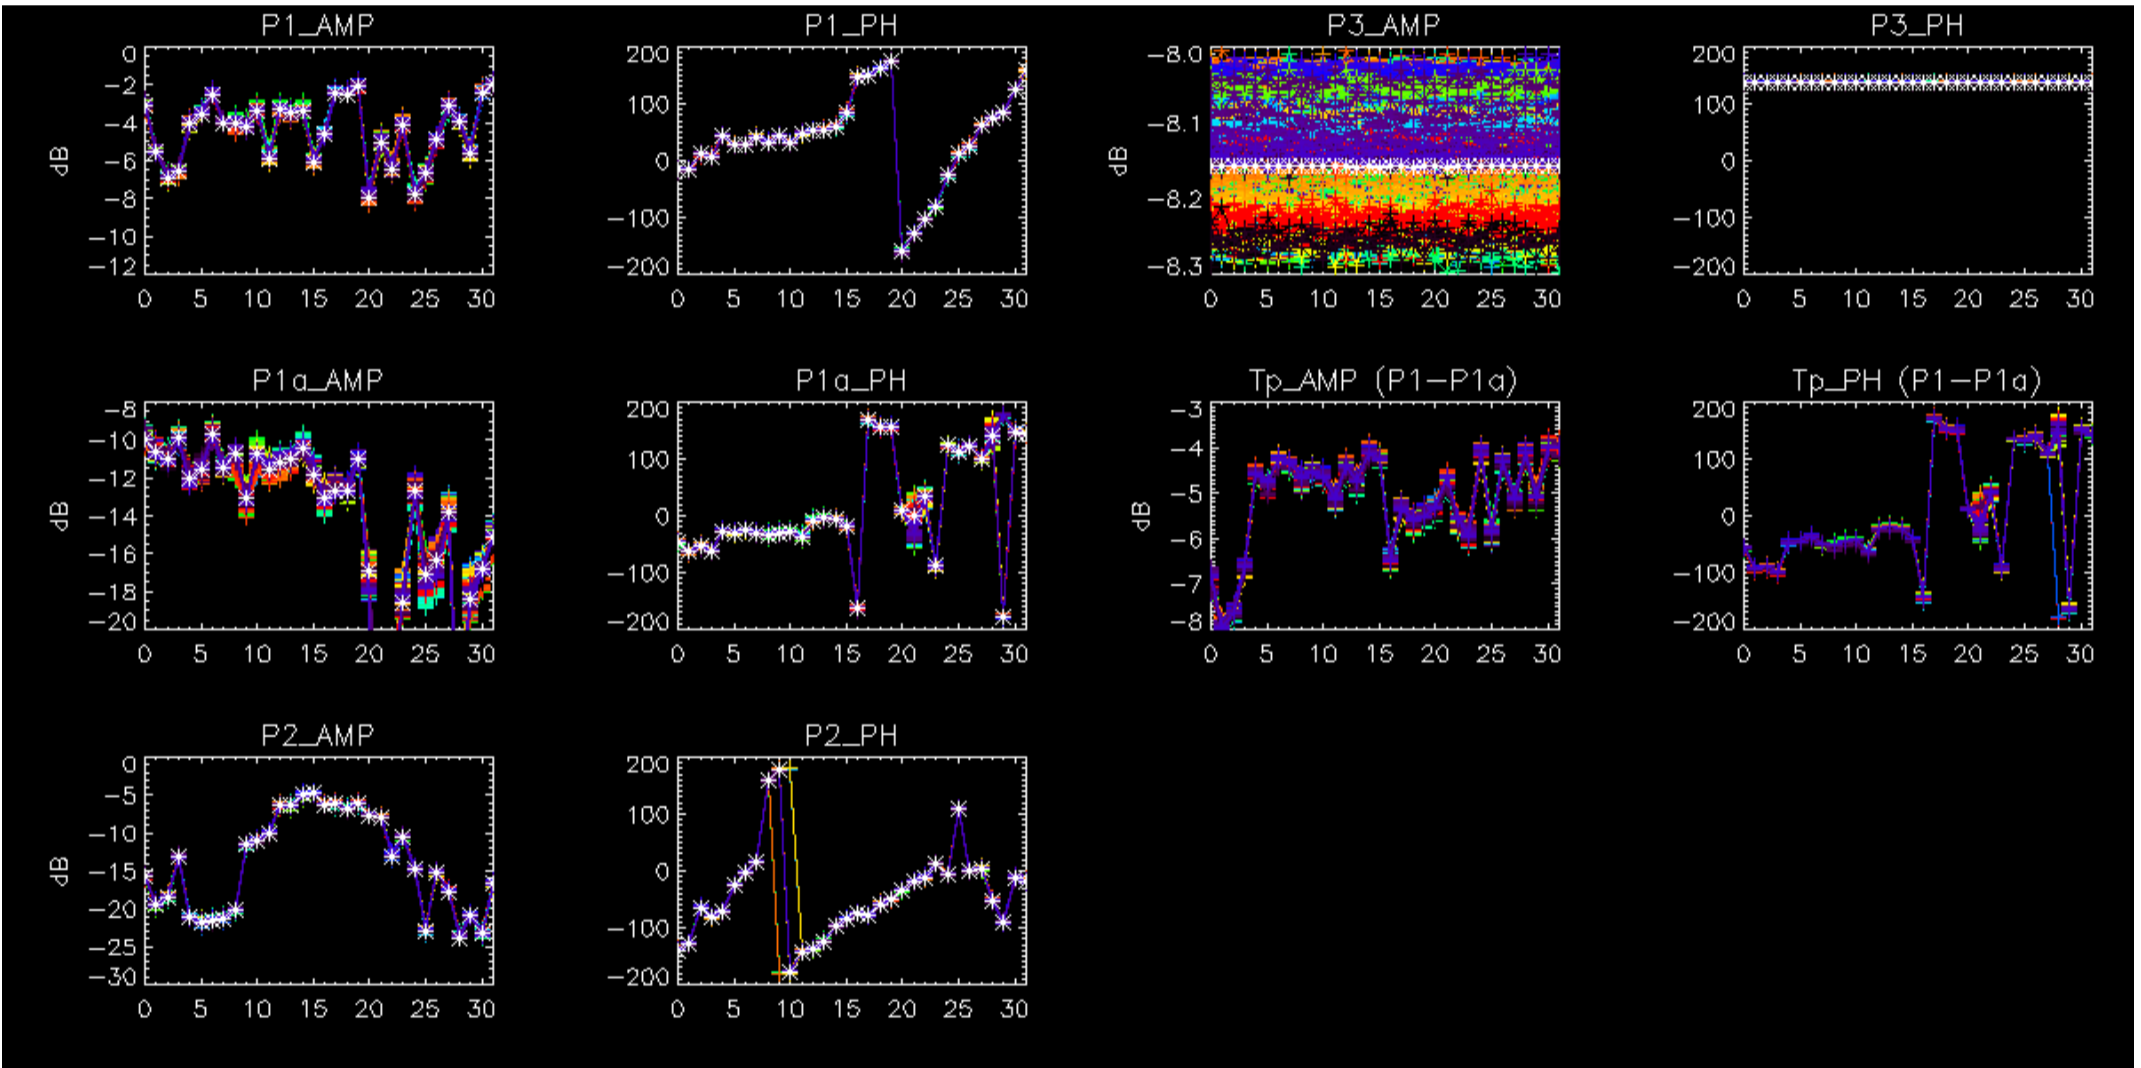 P1_AMP P1_PH P3_AMP P3_PH
0 200 -8.0 200
-2
-4 100 -8.1 100
dB -6 0 dB 0
-8 -8.2
-10 -100 -100
-12 -200 -8.3 -200
0 5 10 15 20 25 30 0 5 10 15 20 25 30 0 5 10 15 20 25 30 0 5 10 15 20 25 30
P1a_AMP P1a_PH Tp_AMP (P1-P1a) Tp_PH (P1-P1a)
-8 200 -3 200
-10 100 -4 100
-12
dB -14 0 dB -5 0
-16 -6
-18 -100 -7 -100
-20 -200 -8 -200
0 5 10 15 20 25 30 0 5 10 15 20 25 30 0 5 10 15 20 25 30 0 5 10 15 20 25 30
P2_AMP P2_PH
0 200
-5 100
-10
dB -15 0
-20 -100
-25
-30 -200
0 5 10 15 20 25 30 0 5 10 15 20 25 30